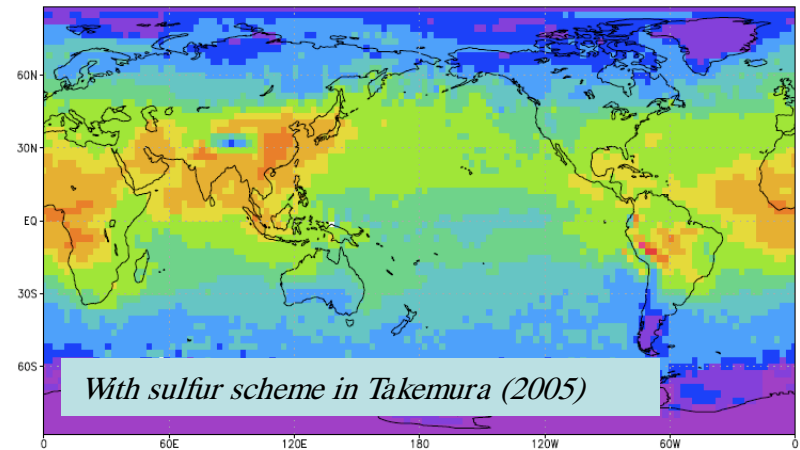 60N
30N
EQ
30S
60S
With sulfur scheme in Takemura (2005)
0 60E 120E 180 120W 60W 0